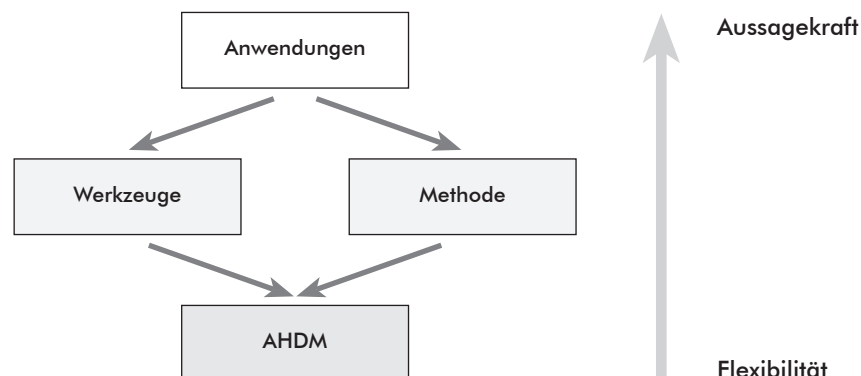 Anwendungen
Aussagekraft
Werkzeuge
Methode
AHDM
Flexibilität